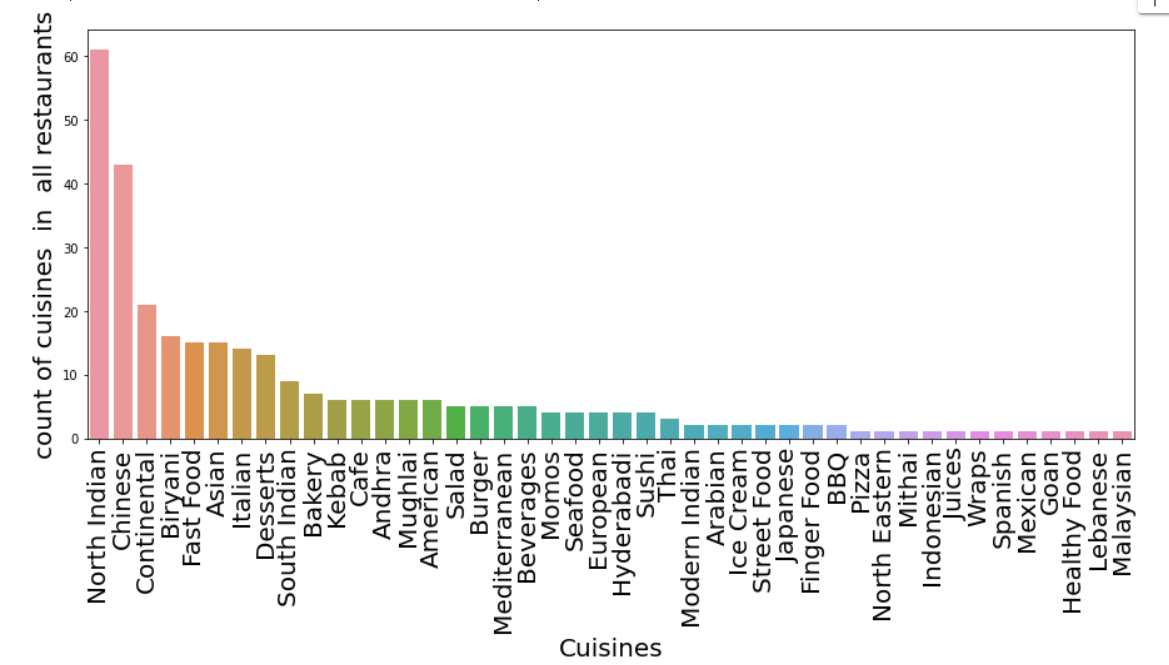 count of cuisines  in  all restaurants
60
50
40
30
20
10
0
North Indian
Chinese
Continental
Biryani
Fast Food
Asian
Italian
Desserts
South Indian
Bakery
Kebab
Cafe
Andhra
Mughlai
American
Salad
Burger
Mediterranean
Beverages
Momos
Seafood
European
Hyderabadi
Sushi
Thai
Modern Indian
Arabian
Ice Cream
Street Food
Japanese
Finger Food
BBQ
Pizza
North Eastern
Mithai
Indonesian
Juices
Wraps
Spanish
Mexican
Goan
Healthy Food
Lebanese
Malaysian
Cuisines